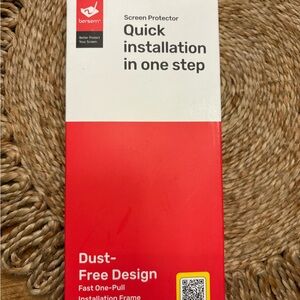 bersem®
Better Protect
Your Screen
Screen Protector
Quick
installation
in one step
Dust-
Free Design
Fast One-Pull
Installation Frame